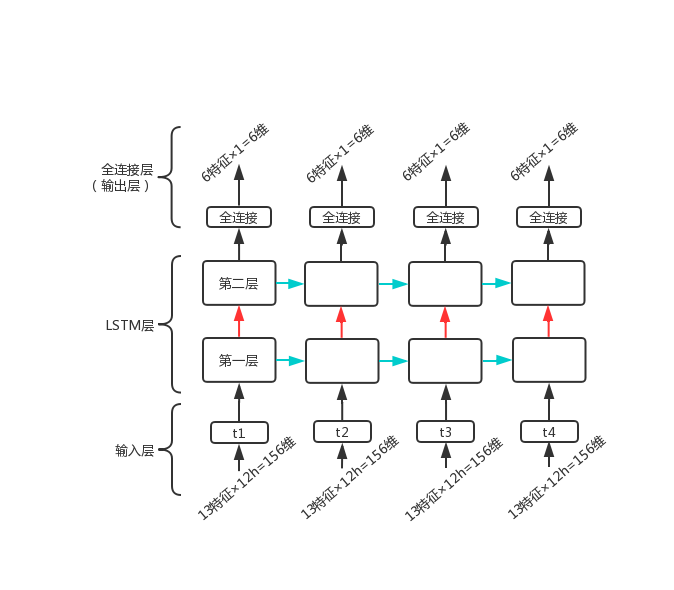 6特征×1=6维
6特征×1=6维
6特征×1=6维
6特征×1=6维
全连接层
（输出层）
全连接
全连接
全连接
全连接
第二层
LSTM层
第一层
t1
t2
t3
t4
输入层
13特征×12h=156维
13特征×12h=156维
13特征×12h=156维
13特征×12h=156维